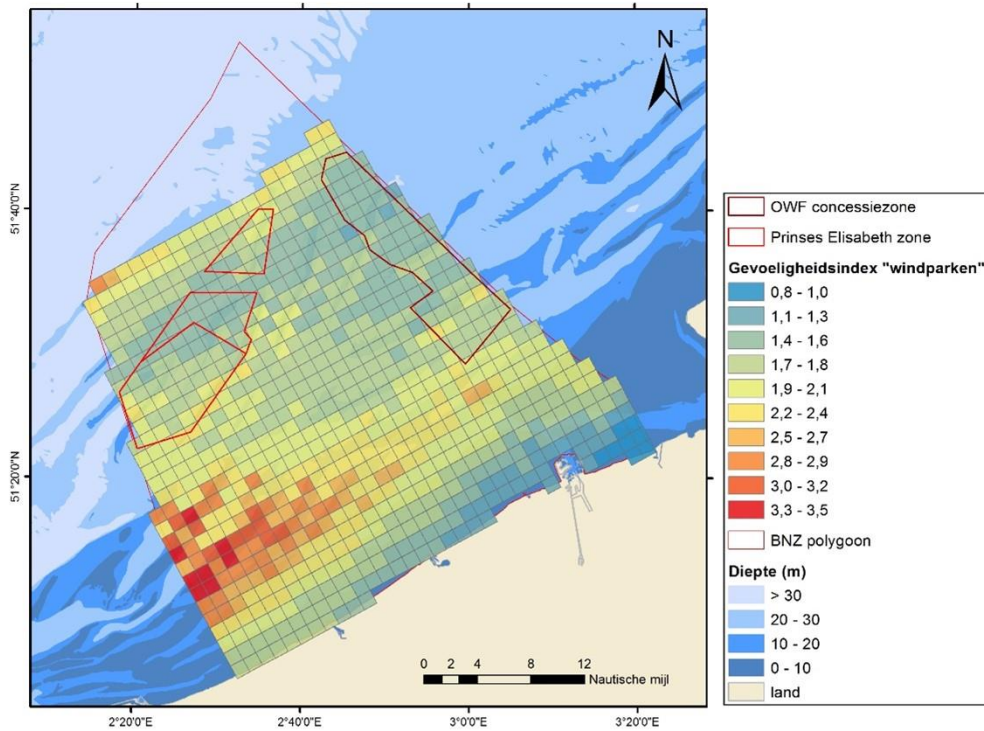 N
51°40'0"N
51°20'0"N
2°20'0"E
2°40'0"E
3°0'0"E
3°20'0"E
0 2 4 8 12
Nautische mijl
OWF concessiezone
Prinses Elisabeth zone
Gevoeligheidsindex "windparken"
0,8 - 1,0
1,1 - 1,3
1,4 - 1,6
1,7 - 1,8
1,9 - 2,1
2,2 - 2,4
2,5 - 2,7
2,8 - 2,9
3,0 - 3,2
3,3 - 3,5
BNZ polygoon
Diepte (m)
> 30
20 - 30
10 - 20
0 - 10
land